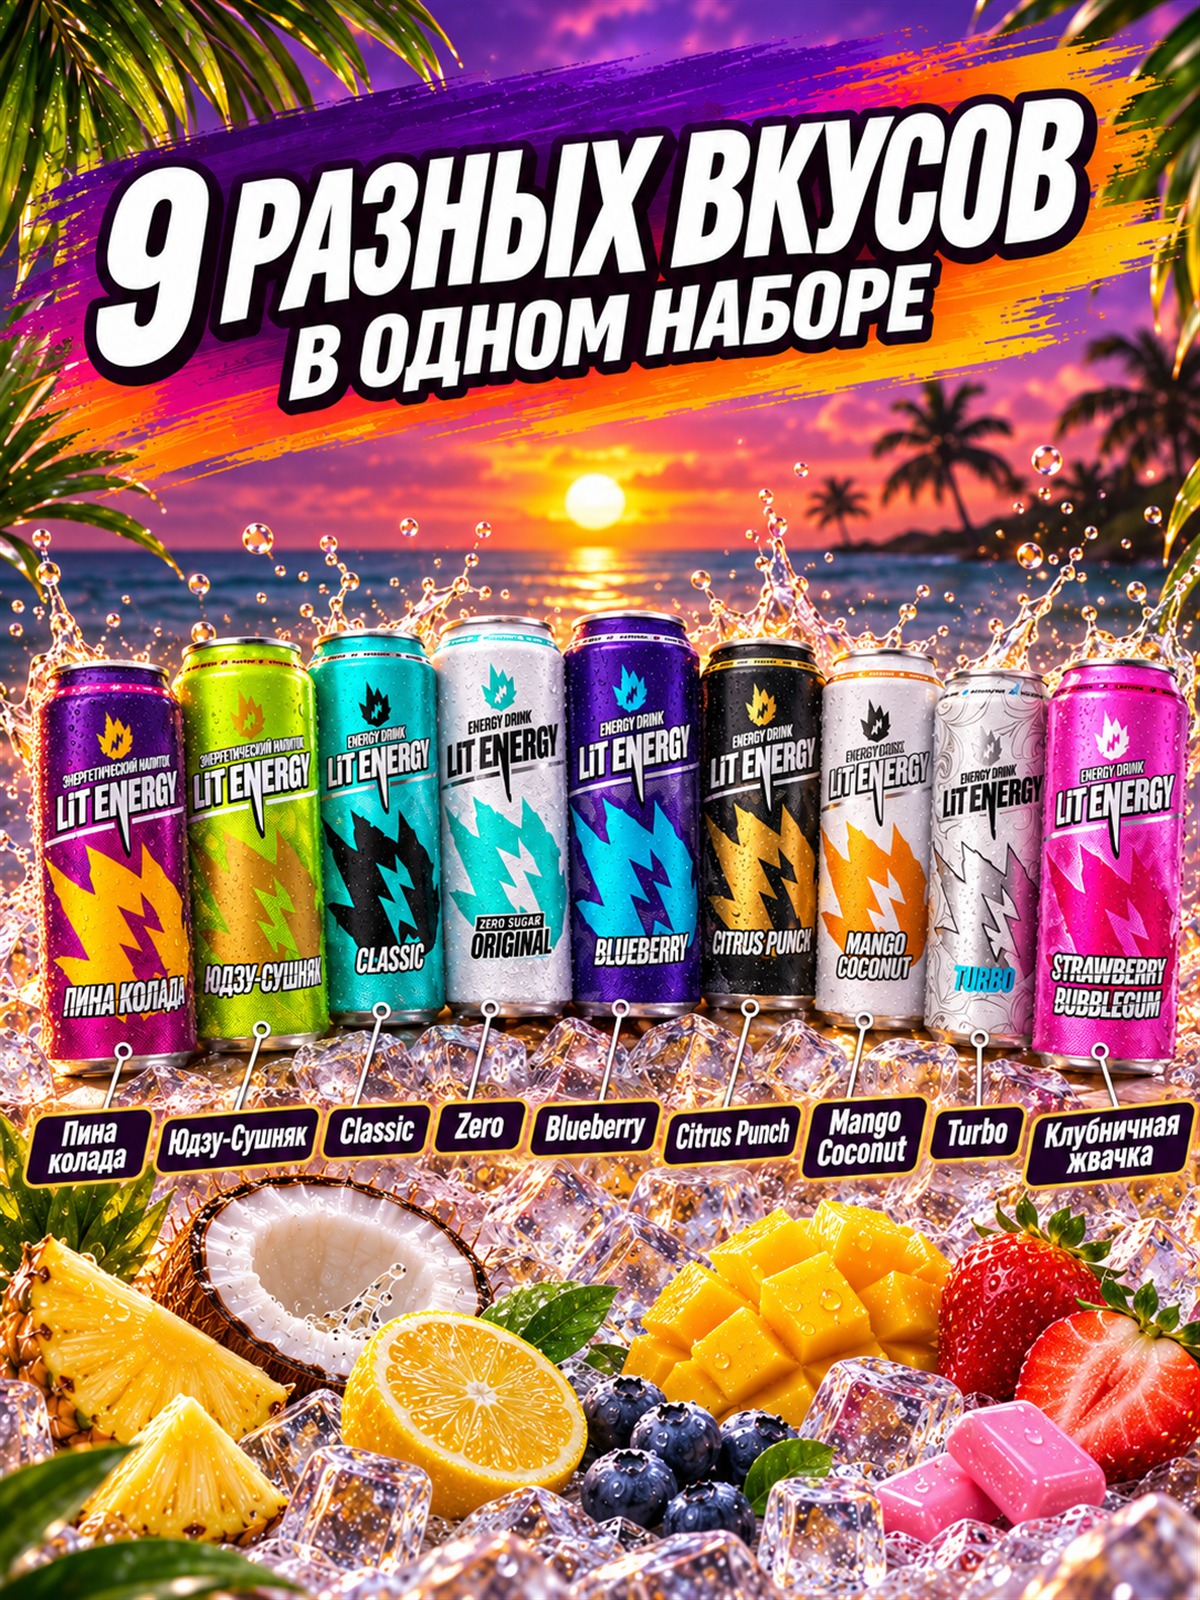 9 РАЗНЫХ ВКУСОВ
В ОДНОМ НАБОРЕ
ЭНЕРГЕТИЧЕСКИЙ НАПИТОК
LiT ENERGY
ПИНА КОЛАДА
ЭНЕРГЕТИЧЕСКИЙ НАПИТОК
LiT ENERGY
ЮДЗУ-СУШНЯК
ENERGY DRINK
LiT ENERGY
CLASSIC
ENERGY DRINK
LiT ENERGY
ZERO SUGAR
ORIGINAL
ENERGY DRINK
LiT ENERGY
BLUEBERRY
ENERGY DRINK
LiT ENERGY
CITRUS PUNCH
ENERGY DRINK
LiT ENERGY
MANGO
COCONUT
ENERGY DRINK
LiT ENERGY
TURBO
ENERGY DRINK
LiT ENERGY
STRAWBERRY
BUBBLEGUM
Пина
колада
Юдзу-Сушняк
Classic
Zero
Blueberry
Citrus Punch
Mango
Coconut
Turbo
Клубничная
жвачка